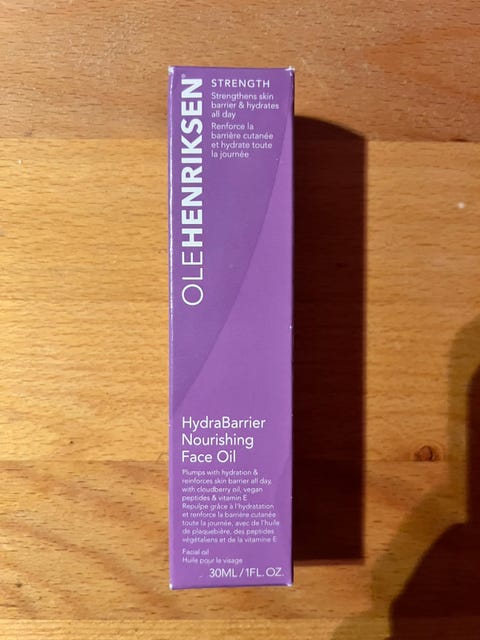 OLEHENRIKSEN®
STRENGTH
Strengthens skin
barrier & hydrates
all day
Renforce la
barrière cutanée
et hydrate toute
la journée
HydraBarrier
Nourishing
Face Oil
Plumps with hydration &
reinforces skin barrier all day,
with cloudberry oil, vegan
peptides & vitamin E
Repulpe grâce à l'hydratation
et renforce la barrière cutanée
toute la journée, avec de l'huile
de plaquebière, des peptides
végétaliens et de la vitamine E
Facial oil
Huile pour le visage
30ML/1FL.OZ.